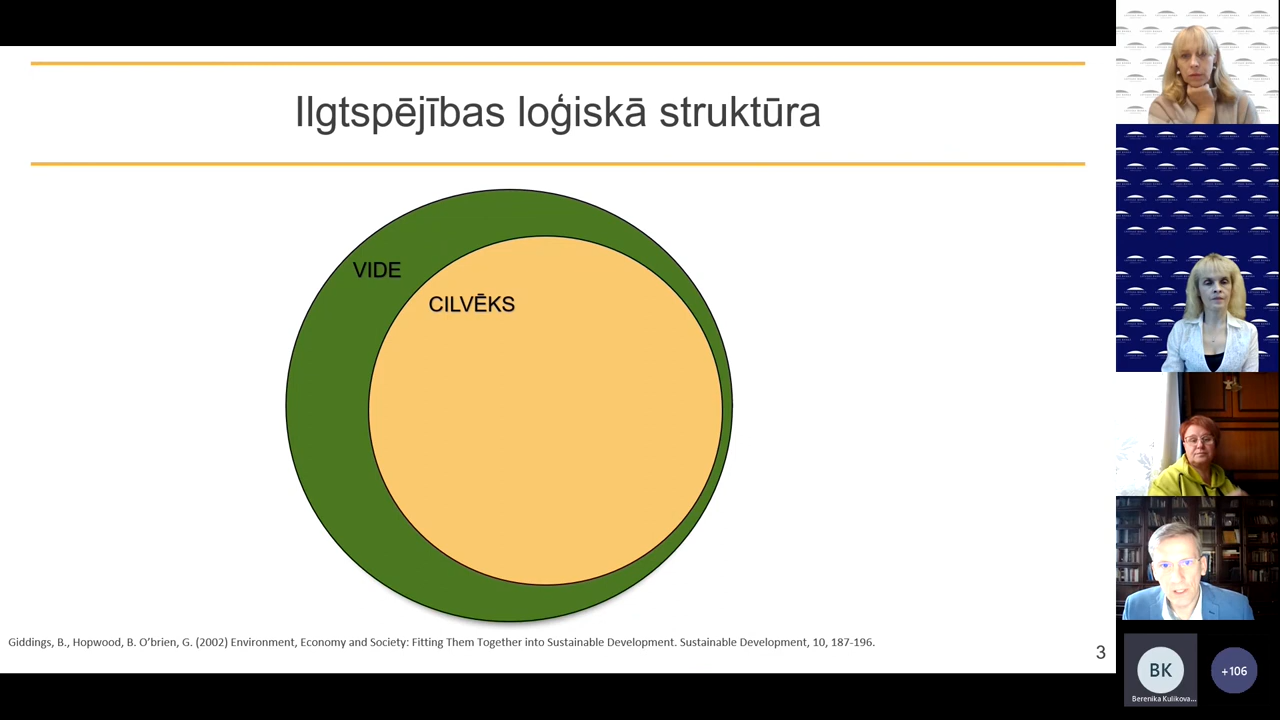 Ilgtspējības loģiskā struktūra
VIDE
CILVĒKS
Giddings, B., Hopwood, B. O’brien, G. (2002) Environment, Economy and Society: Fitting Them Together into Sustainable Development. Sustainable Development, 10, 187-196.
3
BK
+106
Berenika Kulikova...